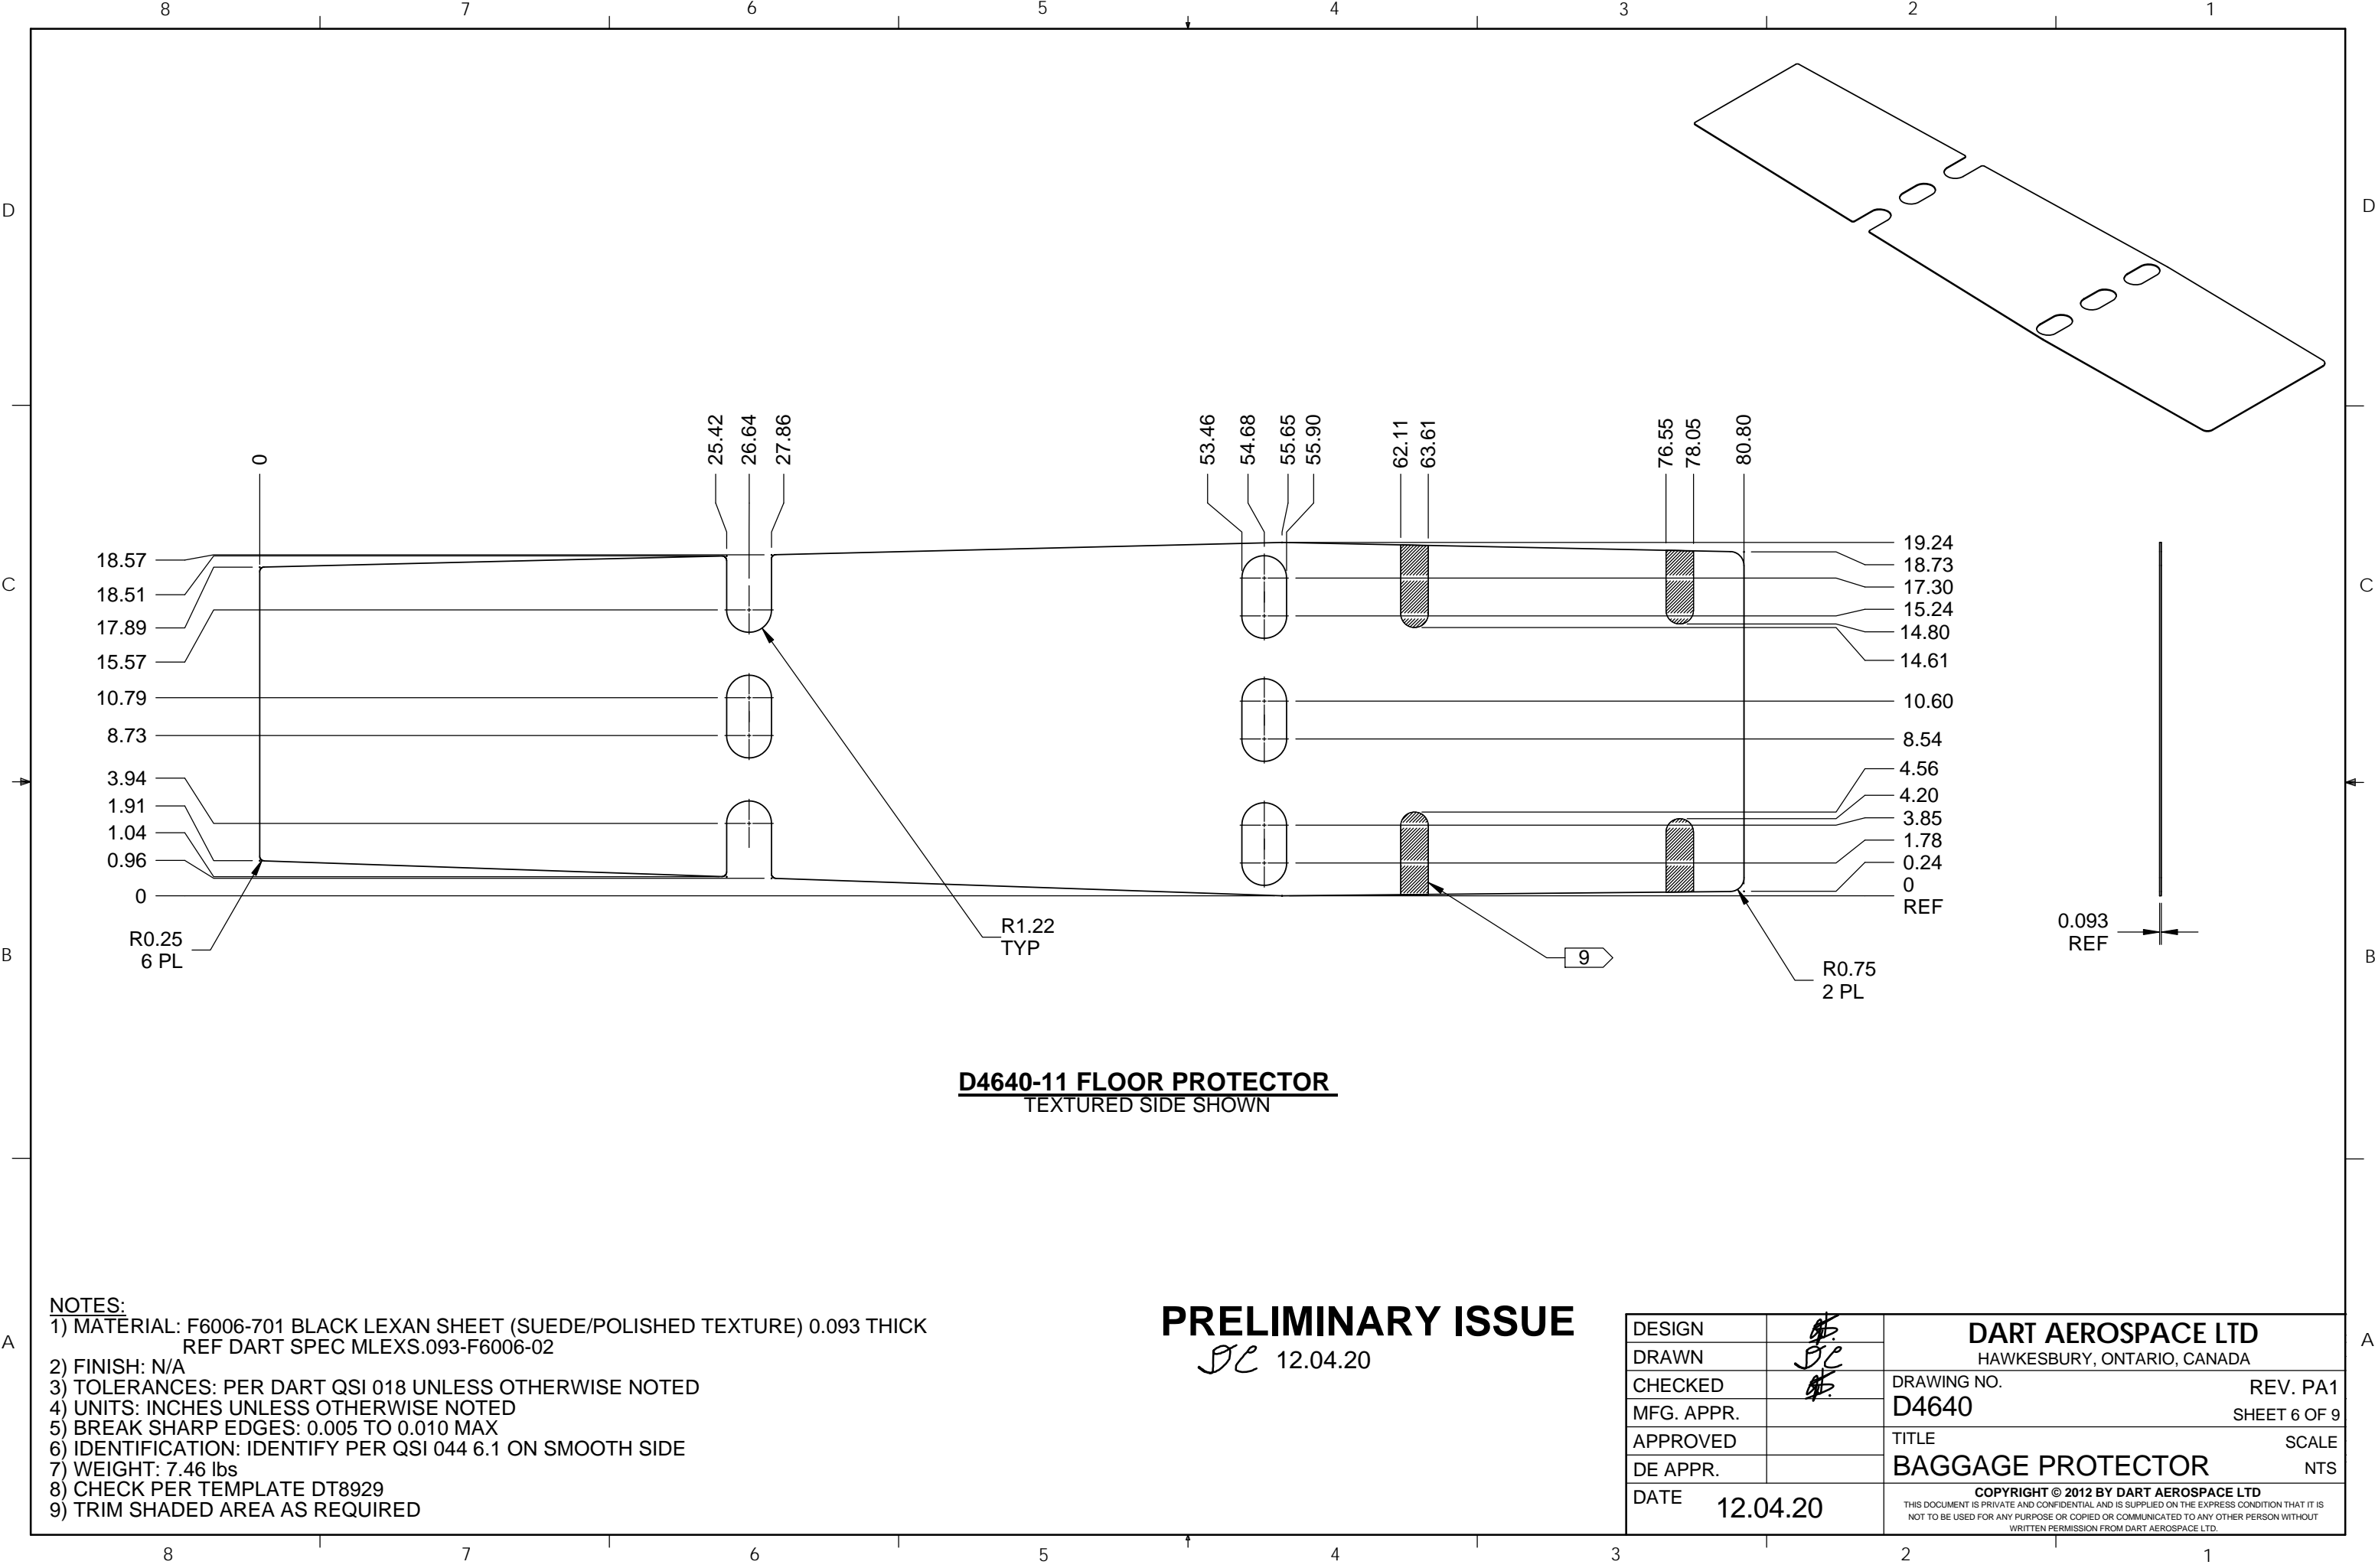 8 7 6 5 4 3 2 1
D D
0 25.42 26.64 27.86 53.46 54.68 55.65 55.90 62.11 63.61 76.55 78.05 80.80
18.57
18.51
17.89
15.57
10.79
8.73
3.94
1.91
1.04
0.96
0
19.24
18.73
17.30
15.24
14.80
14.61
10.60
8.54
4.56
4.20
3.85
1.78
0.24
0
REF
C C
R0.25
6 PL
R1.22
TYP
9
R0.75
2 PL
0.093
REF
B B
D4640-11 FLOOR PROTECTOR
TEXTURED SIDE SHOWN
NOTES:
1) MATERIAL: F6006-701 BLACK LEXAN SHEET (SUEDE/POLISHED TEXTURE) 0.093 THICK
REF DART SPEC MLEXS.093-F6006-02
2) FINISH: N/A
3) TOLERANCES: PER DART QSI 018 UNLESS OTHERWISE NOTED
4) UNITS: INCHES UNLESS OTHERWISE NOTED
5) BREAK SHARP EDGES: 0.005 TO 0.010 MAX
6) IDENTIFICATION: IDENTIFY PER QSI 044 6.1 ON SMOOTH SIDE
7) WEIGHT: 7.46 lbs
8) CHECK PER TEMPLATE DT8929
9) TRIM SHADED AREA AS REQUIRED
PRELIMINARY ISSUE
DC 12.04.20
A A
DESIGN
DRAWN DC
CHECKED
MFG. APPR.
APPROVED
DE APPR.
DATE 12.04.20
DART AEROSPACE LTD
HAWKESBURY, ONTARIO, CANADA
DRAWING NO. REV. PA1
D4640 SHEET 6 OF 9
TITLE SCALE
BAGGAGE PROTECTOR NTS
COPYRIGHT © 2012 BY DART AEROSPACE LTD
THIS DOCUMENT IS PRIVATE AND CONFIDENTIAL AND IS SUPPLIED ON THE EXPRESS CONDITION THAT IT IS
NOT TO BE USED FOR ANY PURPOSE OR COPIED OR COMMUNICATED TO ANY OTHER PERSON WITHOUT
WRITTEN PERMISSION FROM DART AEROSPACE LTD.
8 7 6 5 4 3 2 1